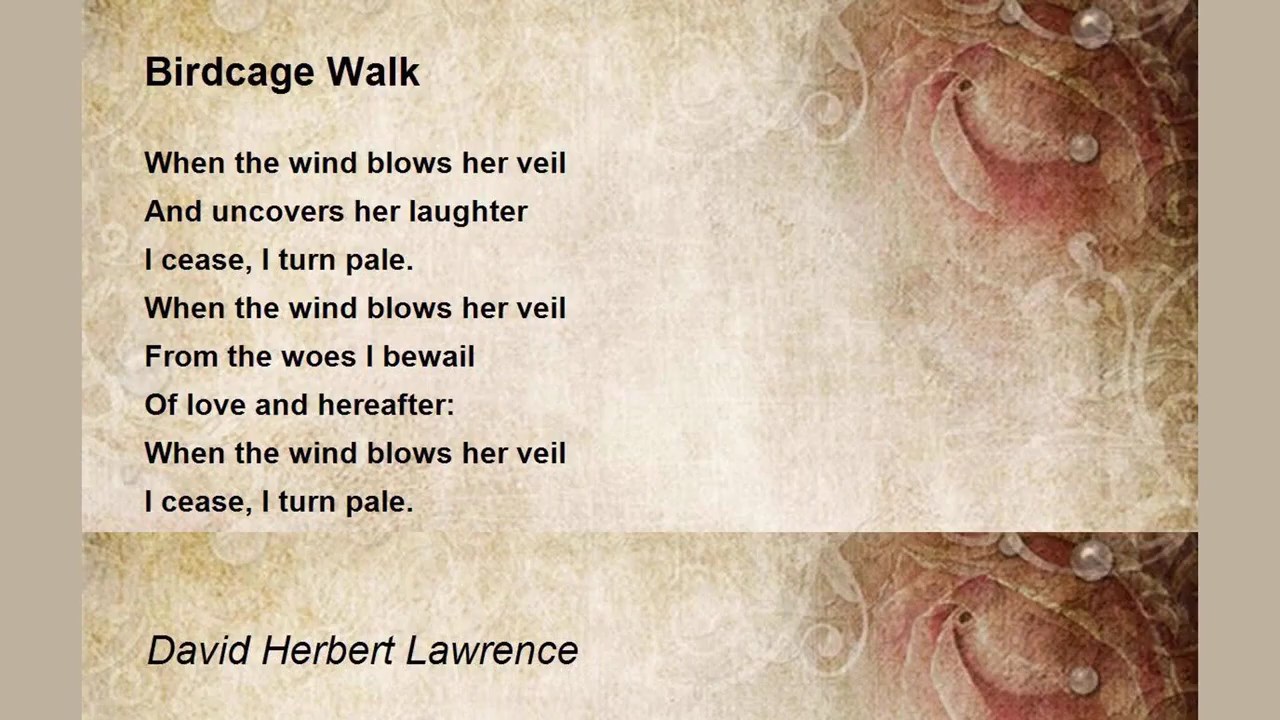 Birdcage Walk
When the wind blows her veil
And uncovers her laughter
I cease, I turn pale.
When the wind blows her veil
From the woes I bewail
Of love and hereafter:
When the wind blows her veil
I cease, I turn pale.
David Herbert Lawrence